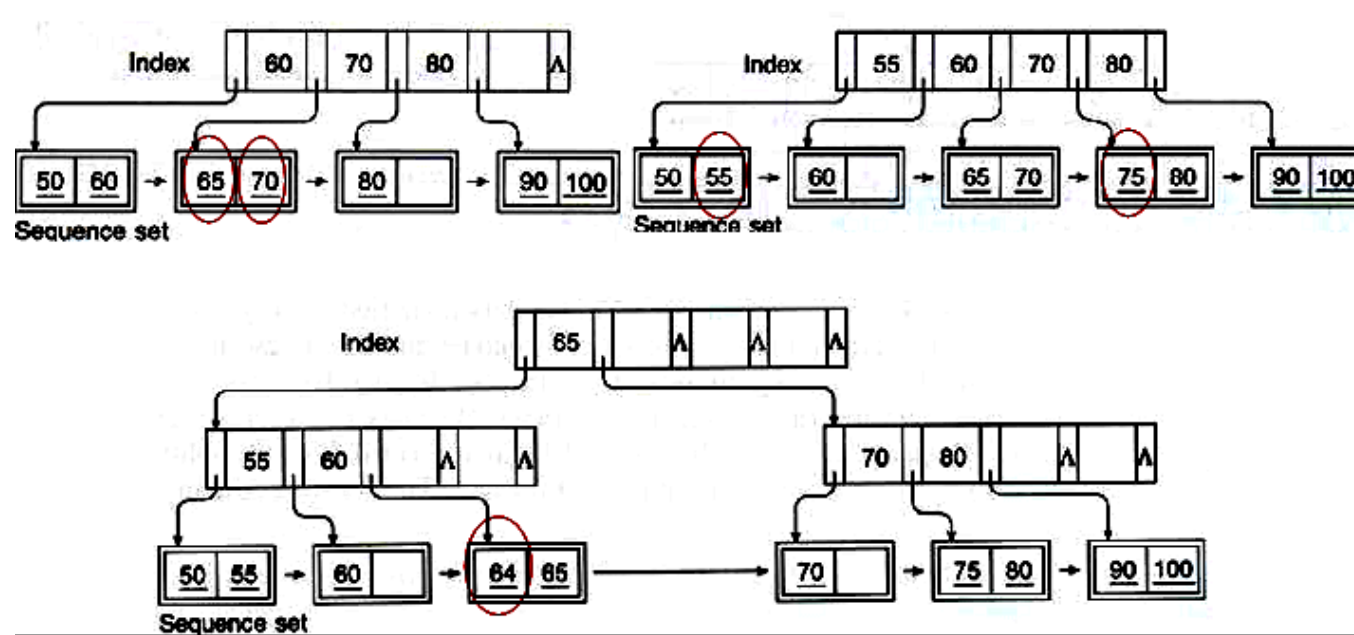 Index 60 70 80 Λ
50 60 65 70 80 90 100
Sequence set
Index 55 60 70 80
50 55 60 65 70 75 80 90 100
Sequence set
Index 65 Λ Λ Λ
55 60 Λ Λ 70 80 Λ Λ
50 55 60 64 65 70 75 80 90 100
Sequence set